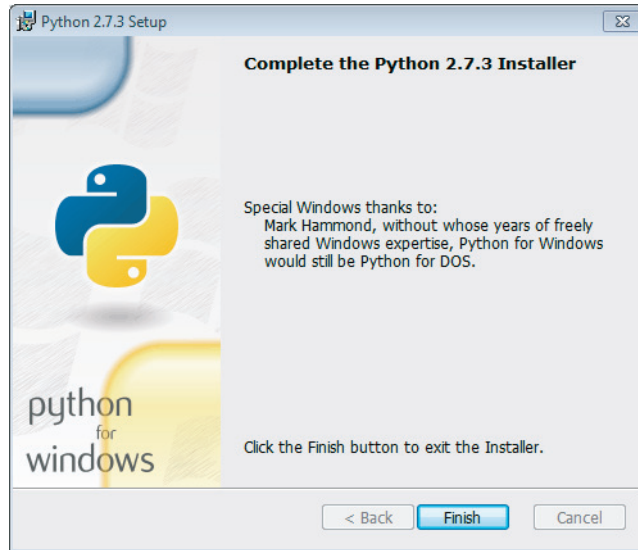 Python 2.7.3 Setup
Complete the Python 2.7.3 Installer
Special Windows thanks to:
Mark Hammond, without whose years of freely
shared Windows expertise, Python for Windows
would still be Python for DOS.
python
for
windows
Click the Finish button to exit the Installer.
< Back
Finish
Cancel